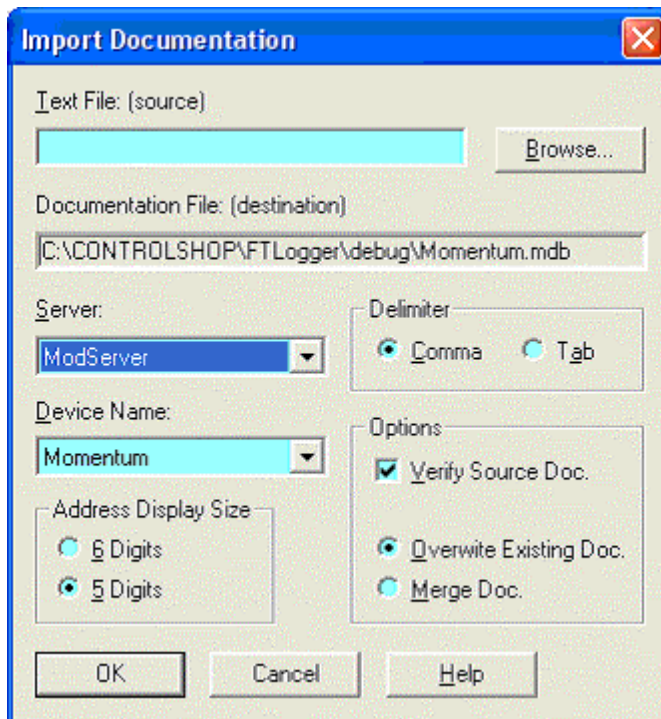 Import Documentation
Text File: (source)
Browse...
Documentation File: (destination)
C:\CONTROLSHOP\FTLogger\debug\Momentum.mdb
Server:
ModServer
Delimiter
Comma
Tab
Device Name:
Momentum
Options
Verify Source Doc.
Overwite Existing Doc.
Merge Doc.
Address Display Size
6 Digits
5 Digits
OK
Cancel
Help